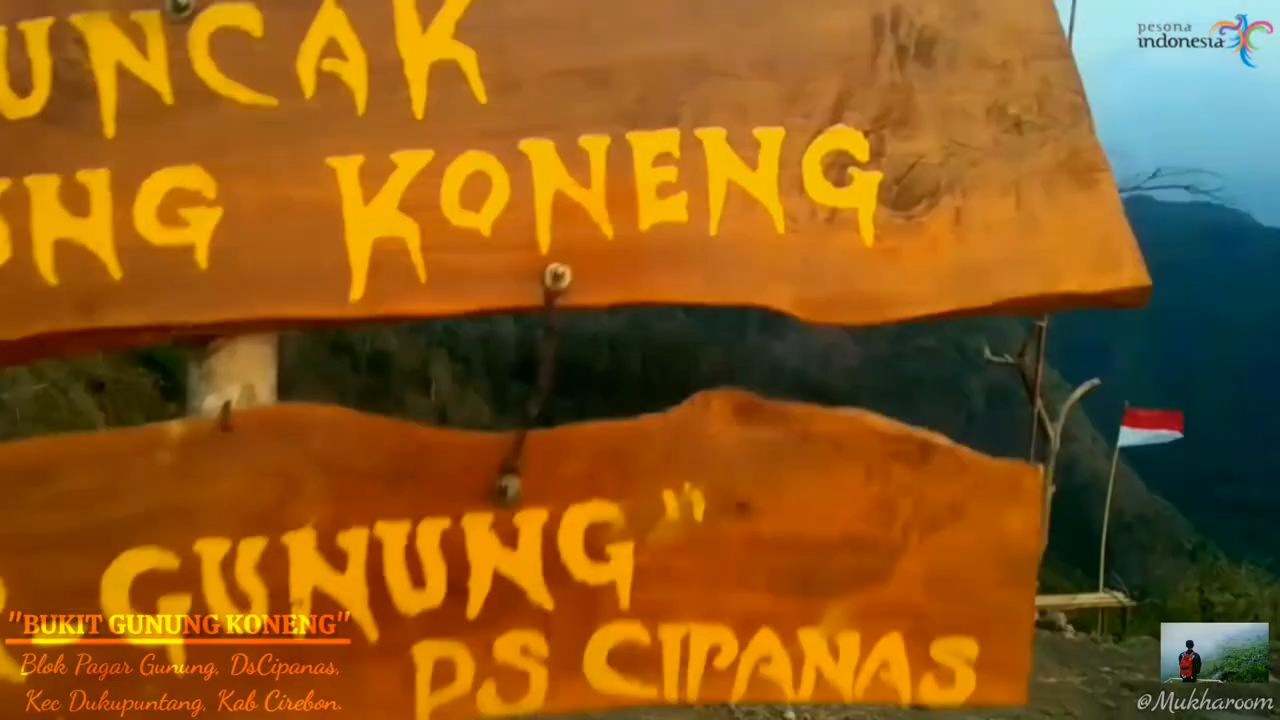 UNCAK
UNG KONENG
GUNUNG"
DS CIPANAS
pesona
indonesia
"BUKIT GUNUNG KONENG"
Blok Pagar Gunung, DsCipanas,
Kec Dukupuntang, Kab Cirebon.
@Mukharoom